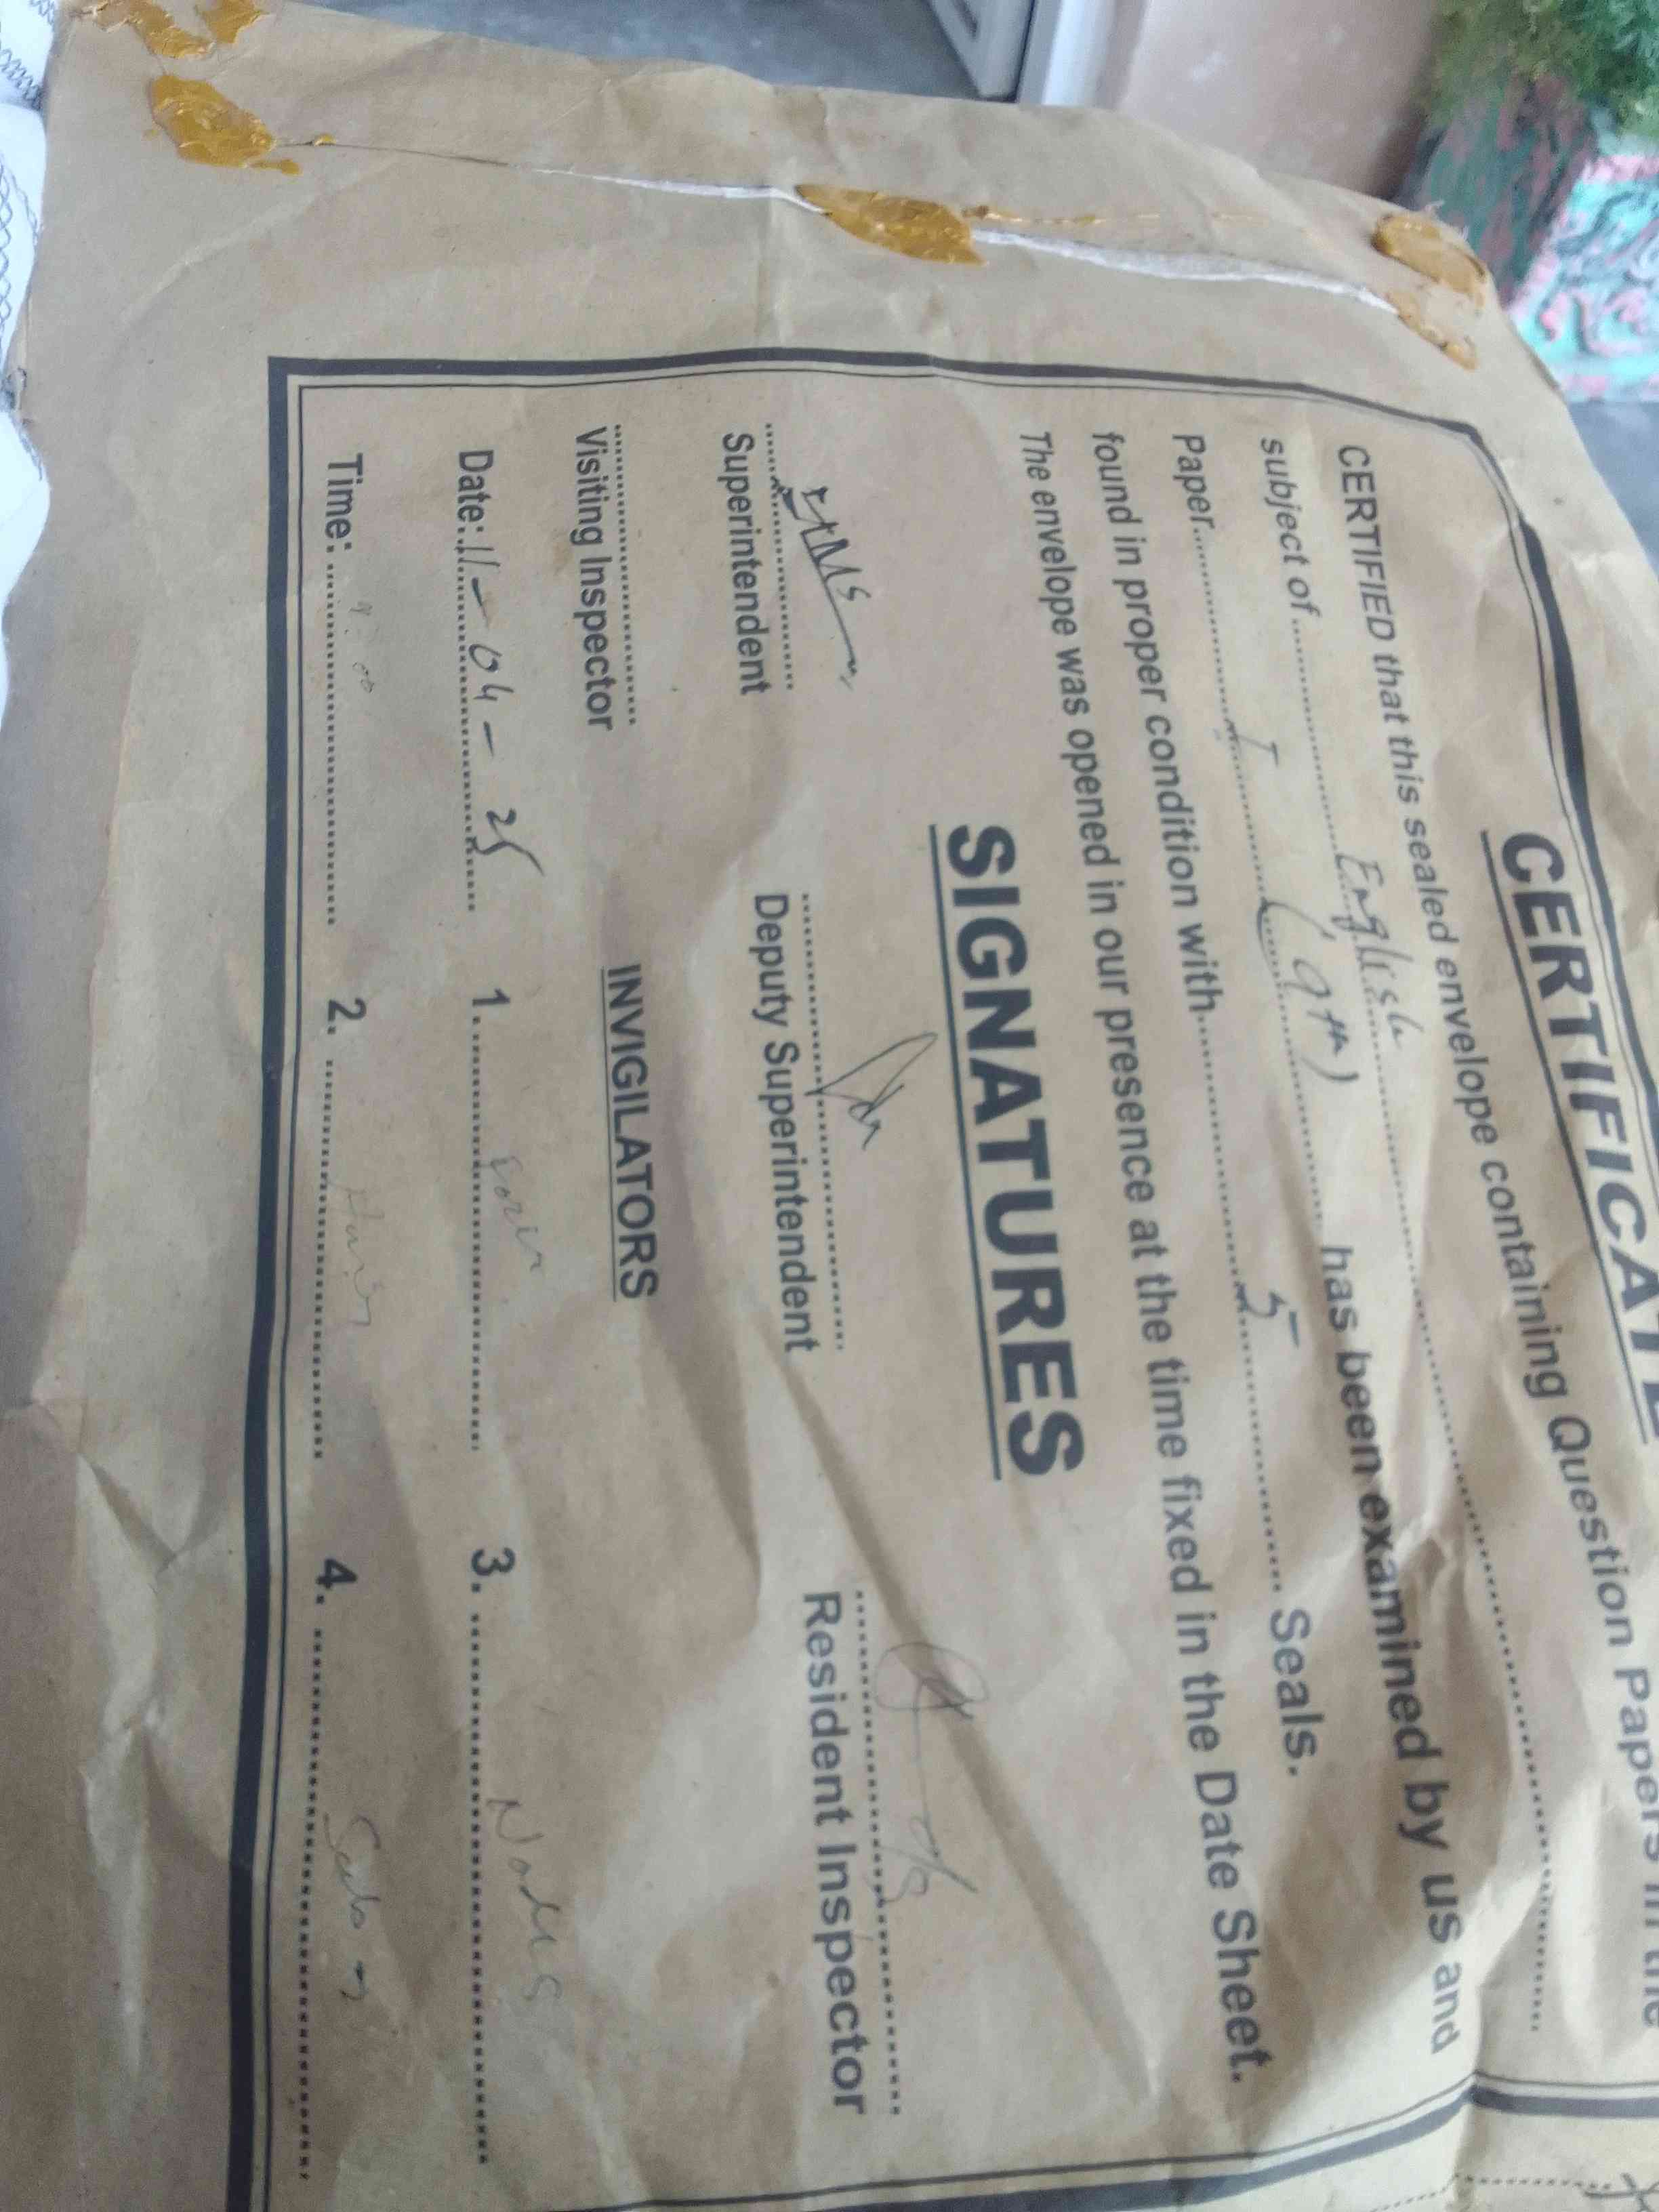 CERTIFICATE
CERTIFIED that this sealed envelope containing Question Papers in the
subject of.......... English ..........
Paper.......... I (9th) .......... has been examined by us and
found in proper condition with.......... 5 .......... Seals.
The envelope was opened in our presence at the time fixed in the Date Sheet.
SIGNATURES
Superintendent Deputy Superintendent Resident Inspector
Visiting Inspector
INVIGILATORS
Date: 11-04-25 1. 3.
Time: 2. 4.